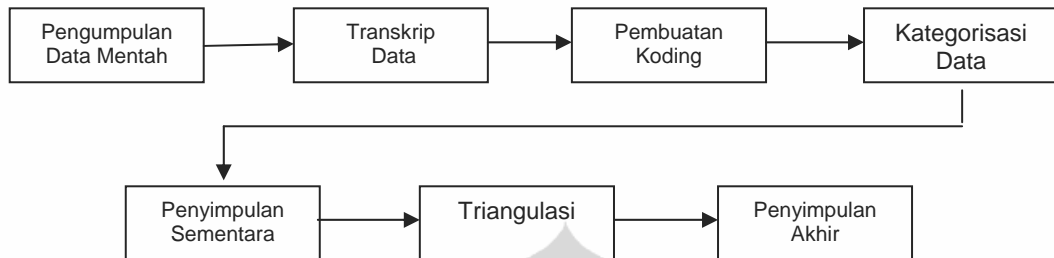 Pengumpulan
Data Mentah
Transkrip
Data
Pembuatan
Koding
Kategorisasi
Data
Penyimpulan
Sementara
Triangulasi
Penyimpulan
Akhir